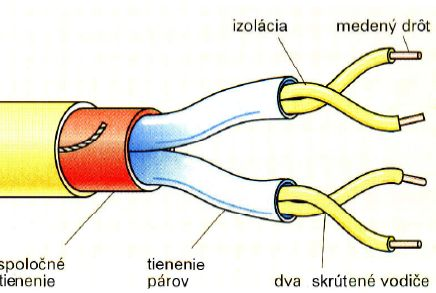 izolácia
medený drôt
spoločné
tienenie
tienenie
párov
dva skrútené vodiče